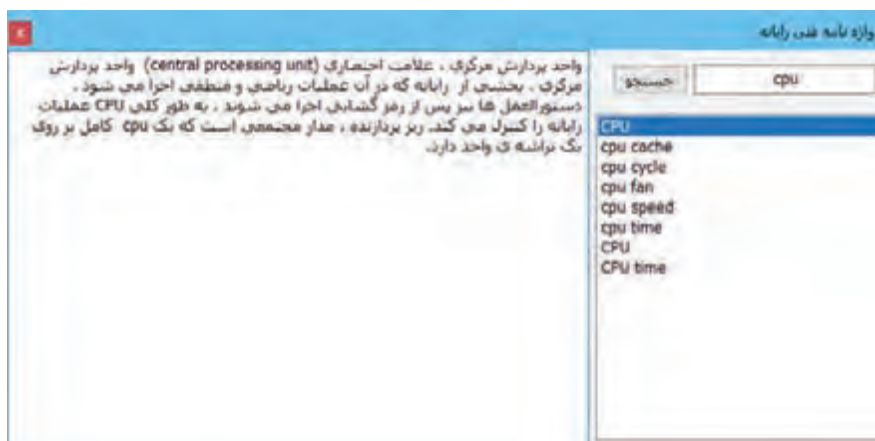 واژه نامه فنی رایانه
cpu
جستجو
CPU
cpu cache
cpu cycle
cpu fan
cpu speed
cpu time
CPU
CPU time
واحد پردازش مرکزی ، علامت اختصاری (central processing unit) واحد پردازش
مرکزی ، بخشی از رایانه که در آن عملیات ریاضی و منطقی اجرا می شود ،
دستورالعمل ها نیز پس از رمز گشایی اجرا می شوند ، به طور کلی CPU عملیات
رایانه را کنترل می کند. ریز پردازنده ، مدار مجتمعی است که یک cpu کامل بر روی
یک تراشه ی واحد دارد.